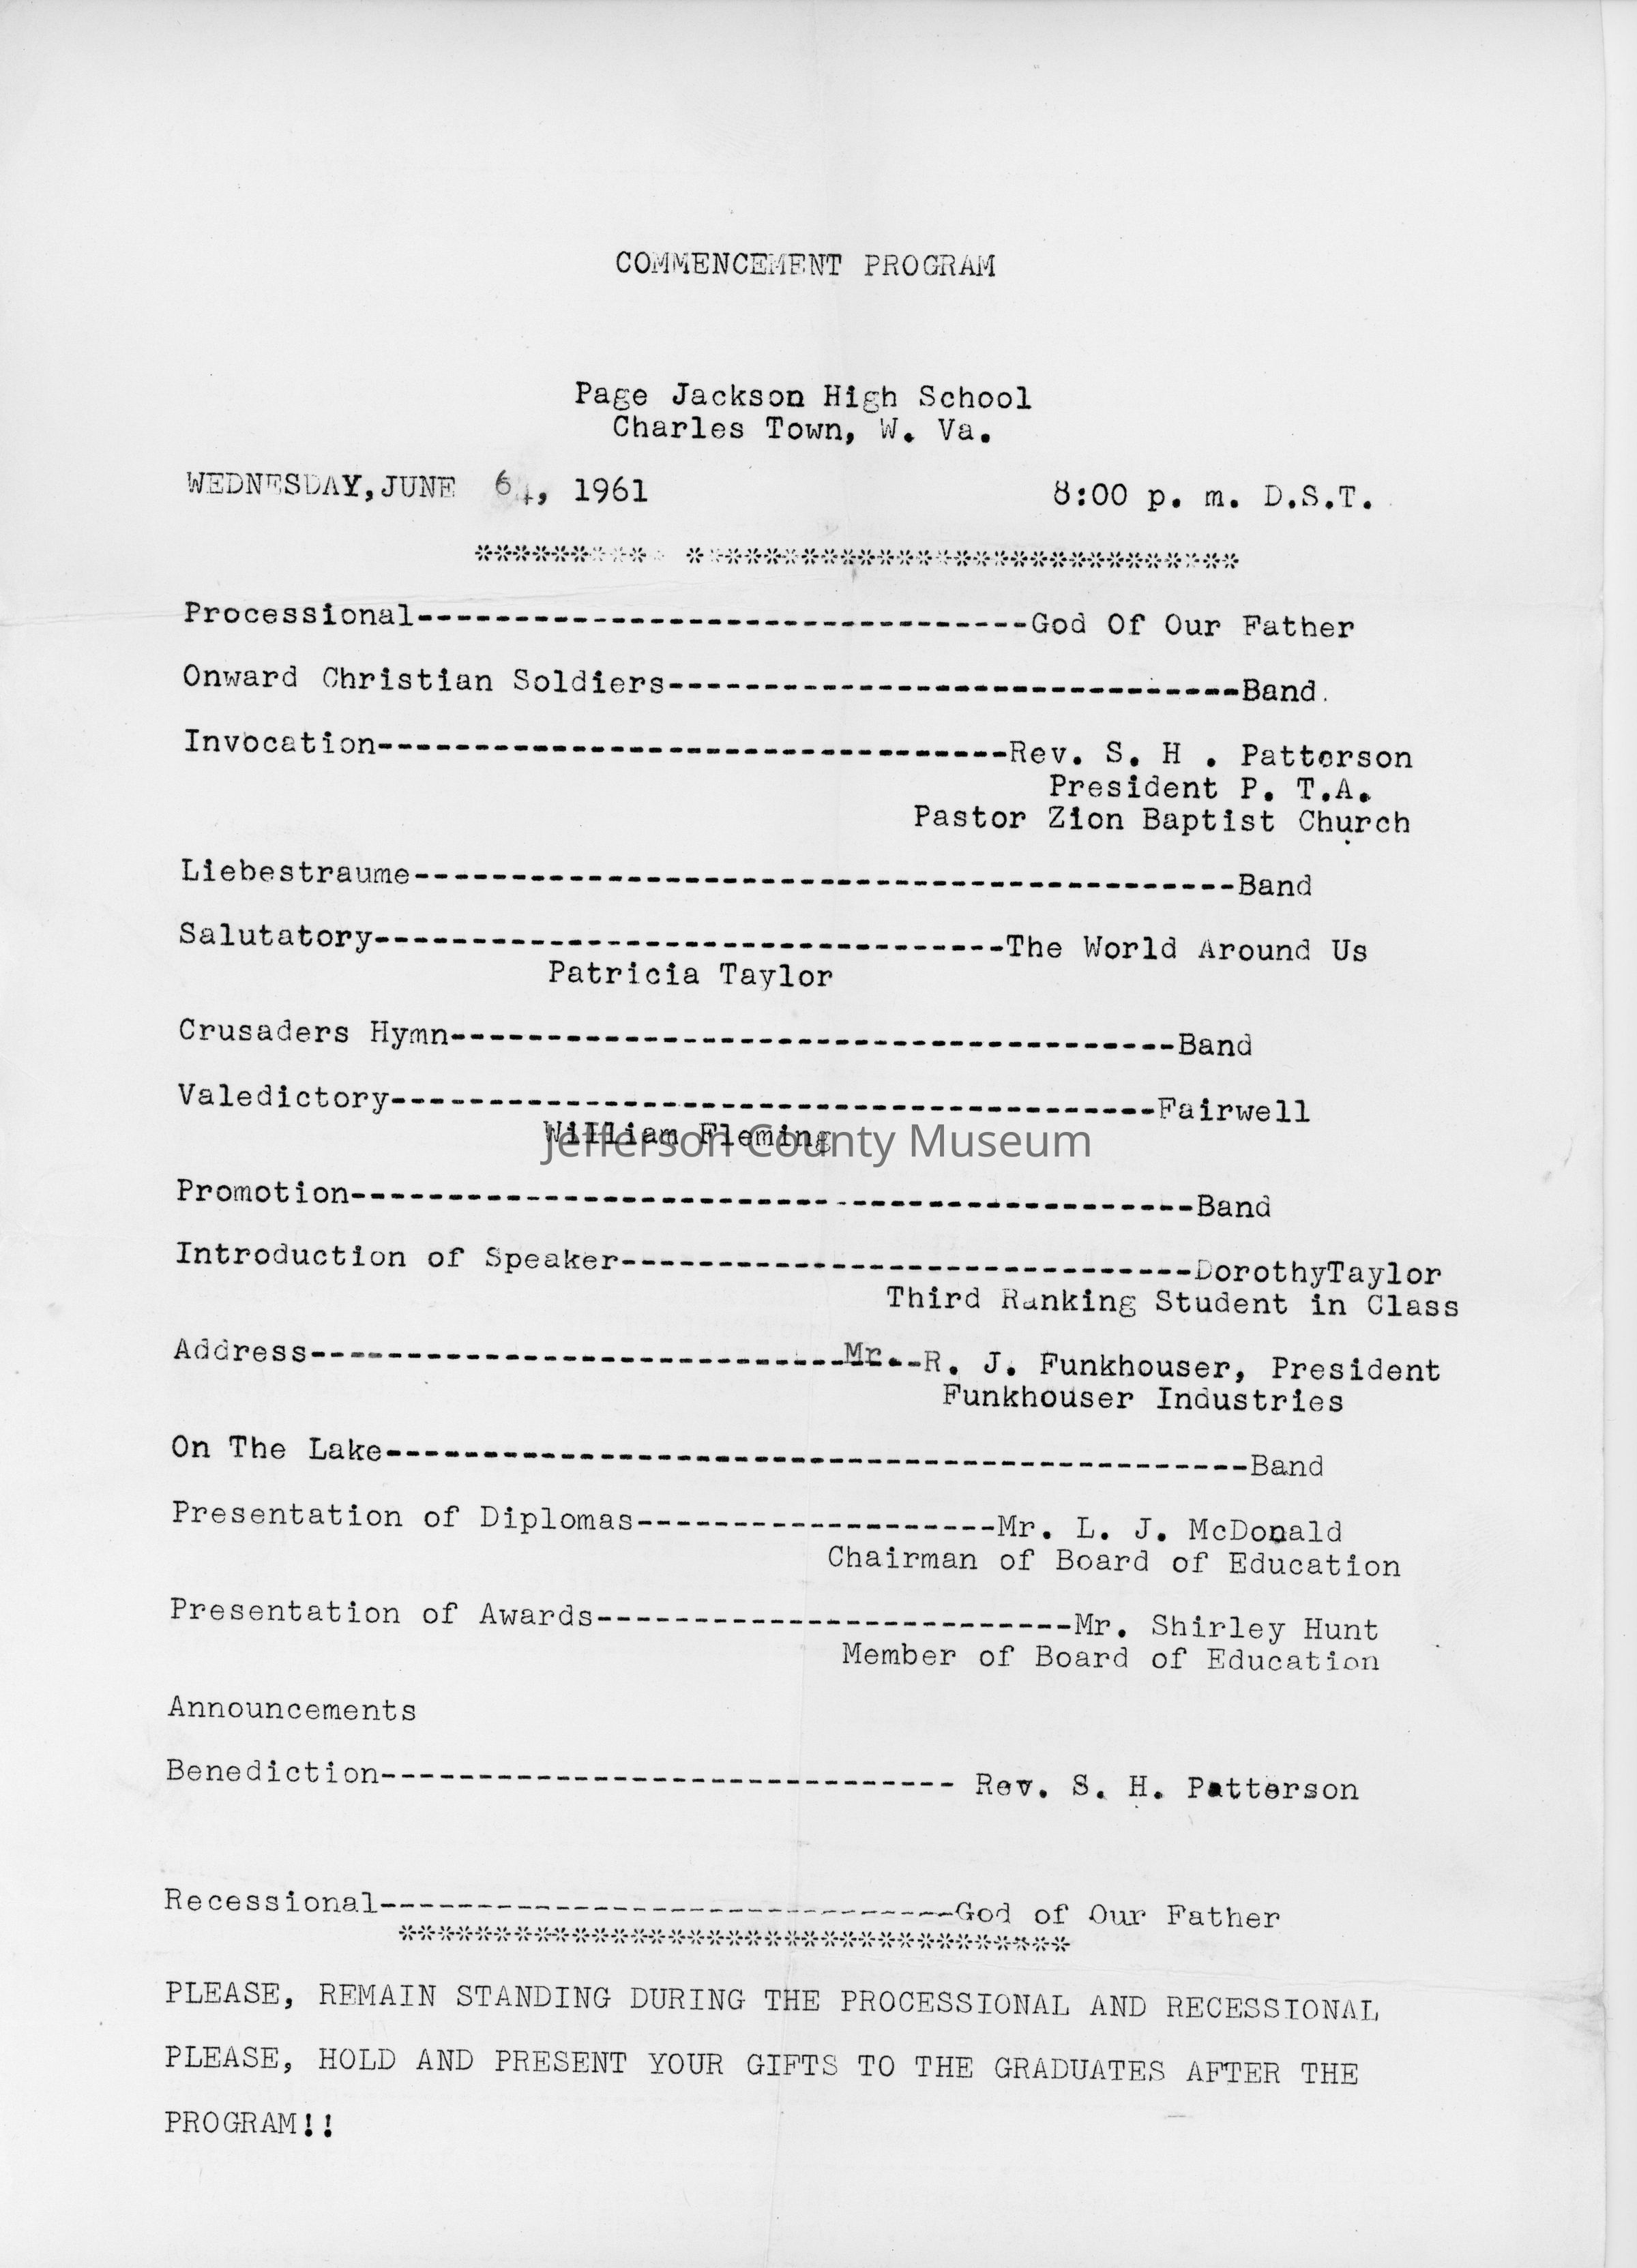 COMMENCEMENT PROGRAM
Page Jackson High School
Charles Town, W. Va.
WEDNESDAY,JUNE , 1961 8:00 p. m. D.S.T.
****************************************
Processional--------------------------------God Of Our Father
Onward Christian Soldiers------------------------------Band.
Invocation---------------------------------Rev. S. H . Patterson
President P. T.A.
Pastor Zion Baptist Church
Liebestraume-------------------------------------------Band
Salutatory---------------------------------The World Around Us
Patricia Taylor
Crusaders Hymn--------------------------------------Band
Valedictory----------------------------------------Fairwell
William Fleming
Jefferson County Museum
Promotion--------------------------------------------Band
Introduction of Speaker------------------------------DorothyTaylor
Third Ranking Student in Class
Address----------------------------Mr.--R. J. Funkhouser, President
Funkhouser Industries
On The Lake---------------------------------------------Band
Presentation of Diplomas-------------------Mr. L. J. McDonald
Chairman of Board of Education
Presentation of Awards-------------------------Mr. Shirley Hunt
Member of Board of Education
Announcements
Benediction------------------------------ Rev. S. H. Patterson
Recessional------------------------------God of Our Father
***********************************
PLEASE, REMAIN STANDING DURING THE PROCESSIONAL AND RECESSIONAL
PLEASE, HOLD AND PRESENT YOUR GIFTS TO THE GRADUATES AFTER THE
PROGRAM!!